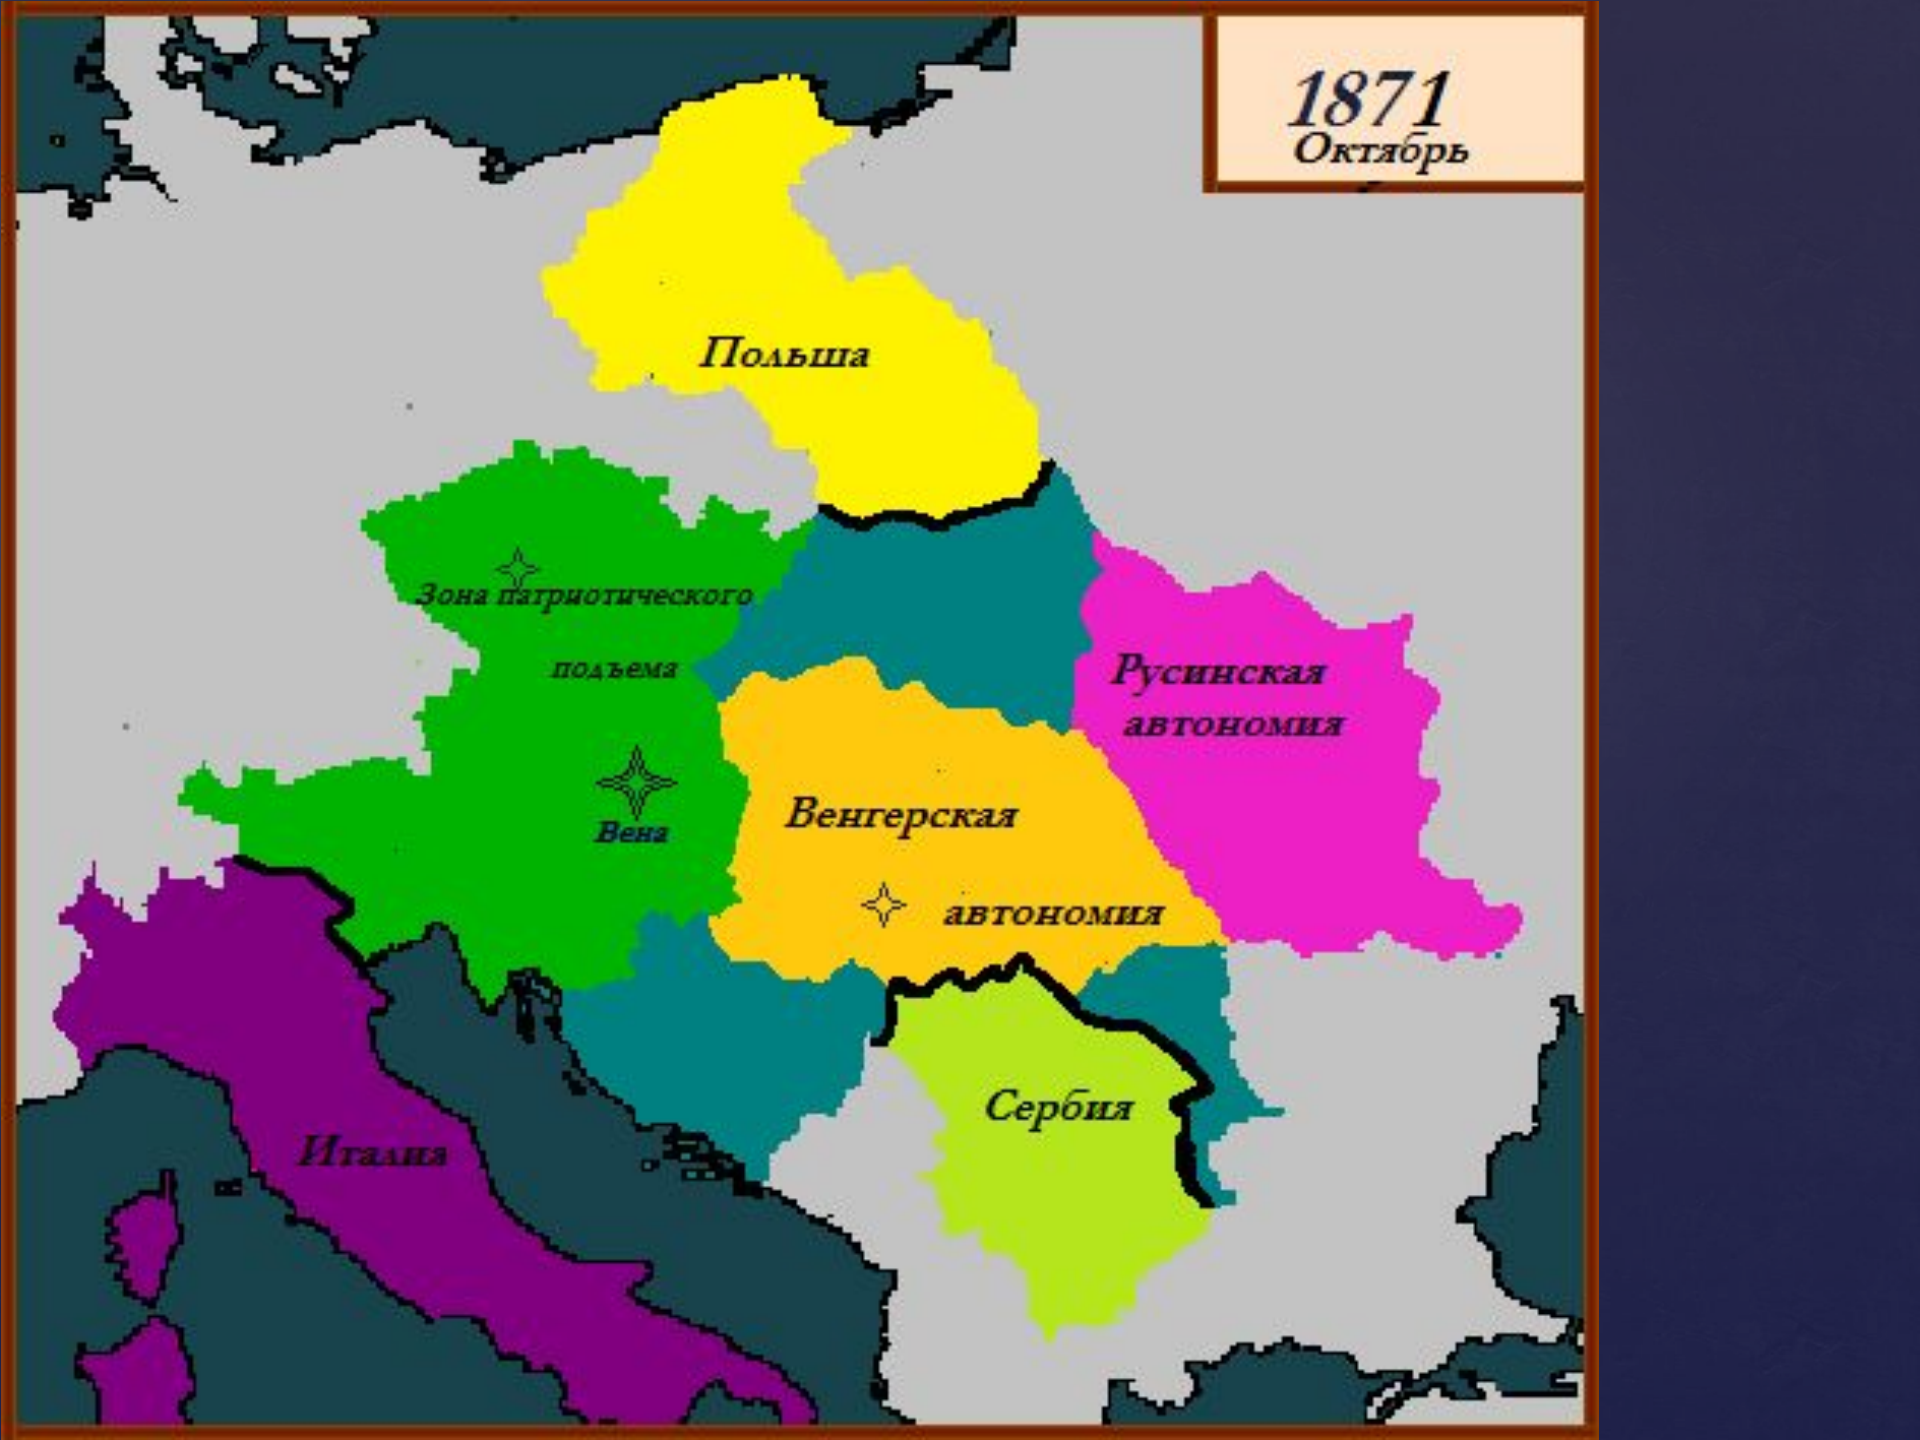 1871
Октябрь
Польша
Зона патриотического
подъема
Русинская
автономия
Вена
Венгерская
автономия
Сербия
Италия